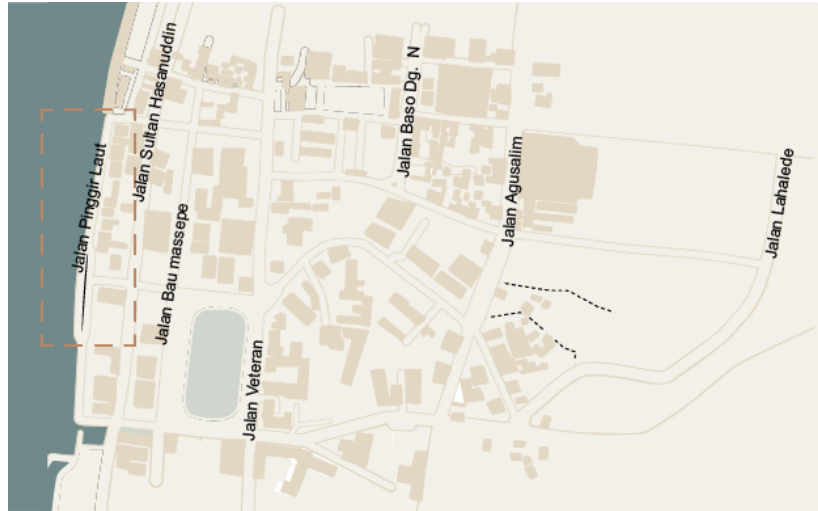 Jalan Pinggir Laut
Jalan Sultan Hasanuddin
Jalan Bau massepe
Jalan Veteran
Jalan Baso Dg. N
Jalan Agusalim
Jalan Lahalede